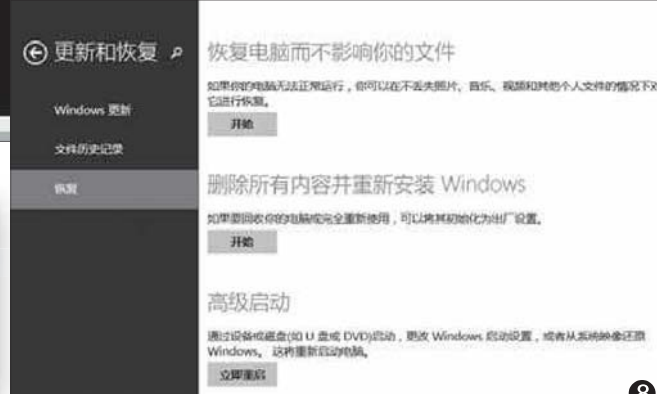 更新和恢复
Windows 更新
文件历史记录
恢复
恢复电脑而不影响你的文件
如果你的电脑无法正常运行，你可以在不丢失照片、音乐、视频和其他个人文件的情况下对
它进行恢复。
开始
删除所有内容并重新安装 Windows
如果要回收你的电脑或完全重新使用，可以将其初始化为出厂设置。
开始
高级启动
通过设备或磁盘(如 U 盘或 DVD)启动，更改 Windows 启动设置，或者从系统映像还原
Windows。 这将重新启动电脑。
立即重启
8